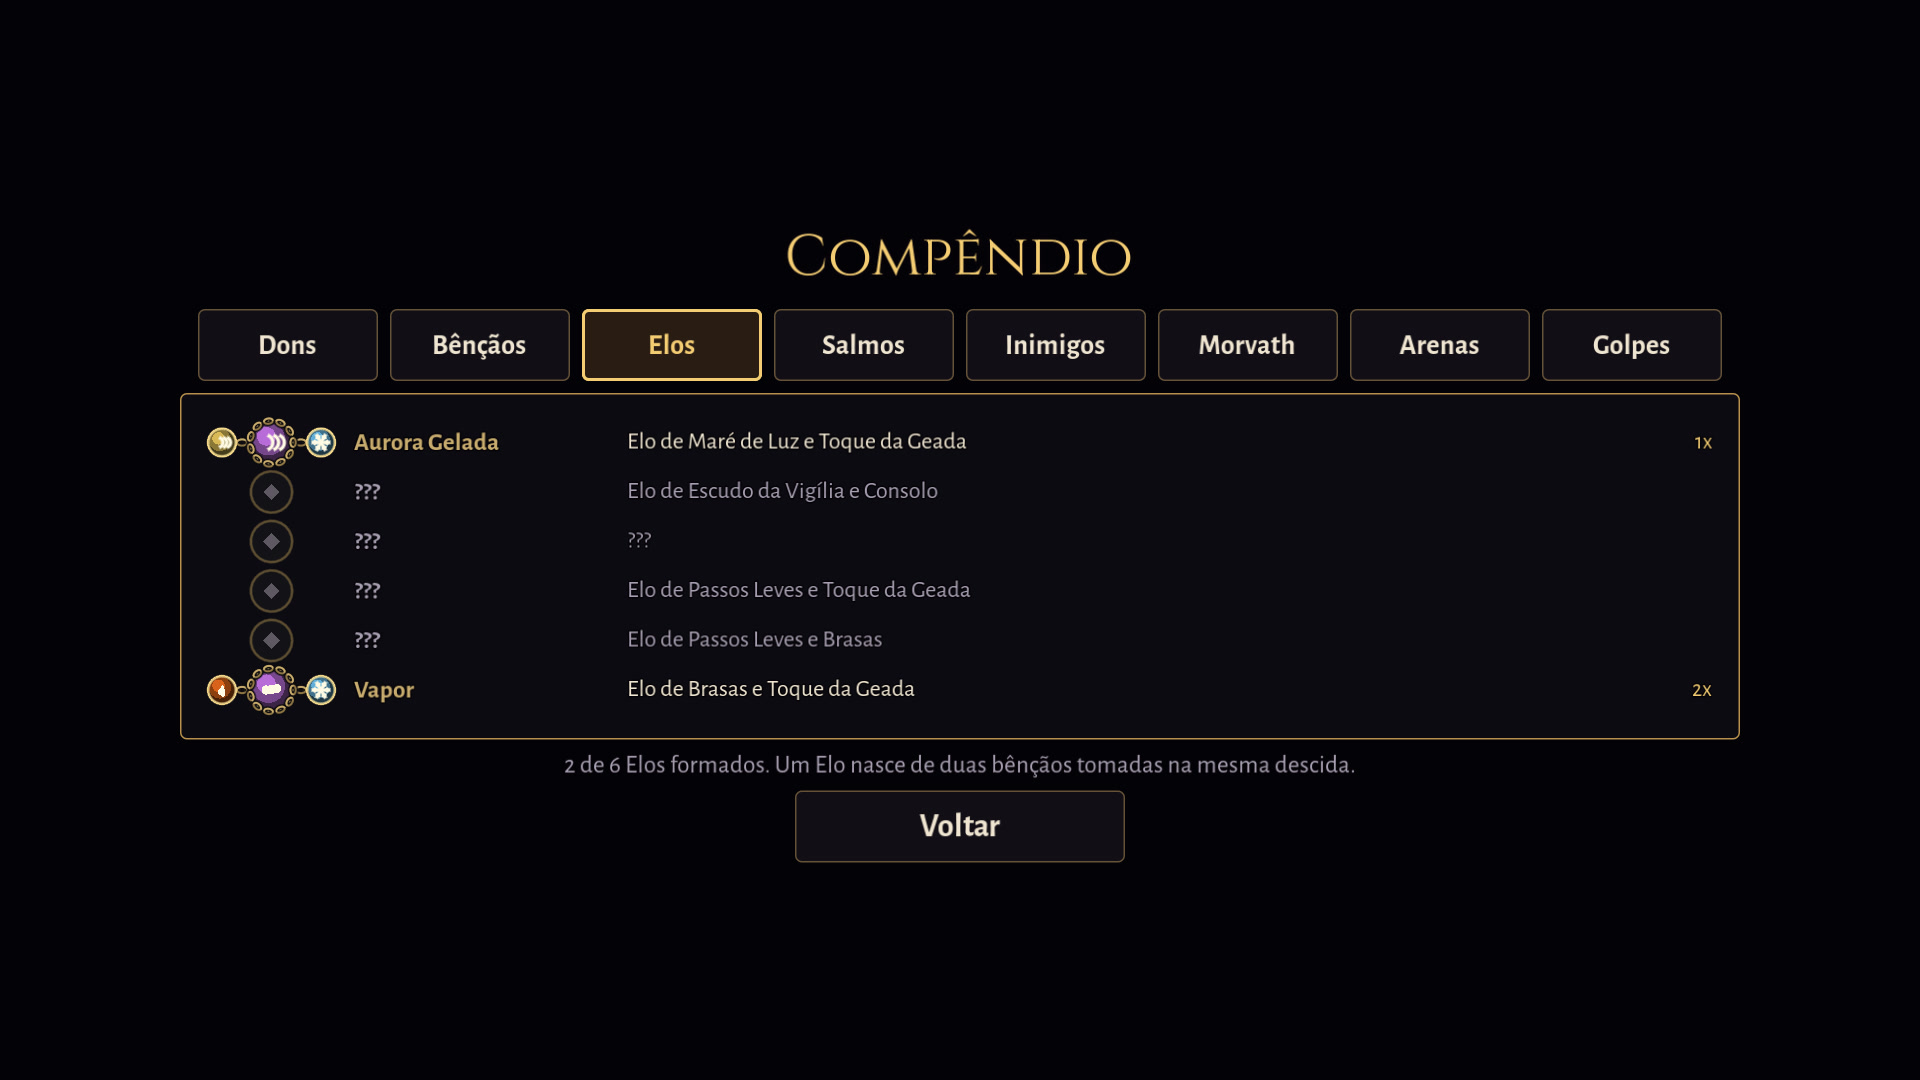 Compêndio
Dons Bênçãos Elos Salmos Inimigos Morvath Arenas Golpes
Aurora Gelada Elo de Maré de Luz e Toque da Geada 1x
??? Elo de Escudo da Vigília e Consolo
??? ???
??? Elo de Passos Leves e Toque da Geada
??? Elo de Passos Leves e Brasas
Vapor Elo de Brasas e Toque da Geada 2x
2 de 6 Elos formados. Um Elo nasce de duas bênçãos tomadas na mesma descida.
Voltar